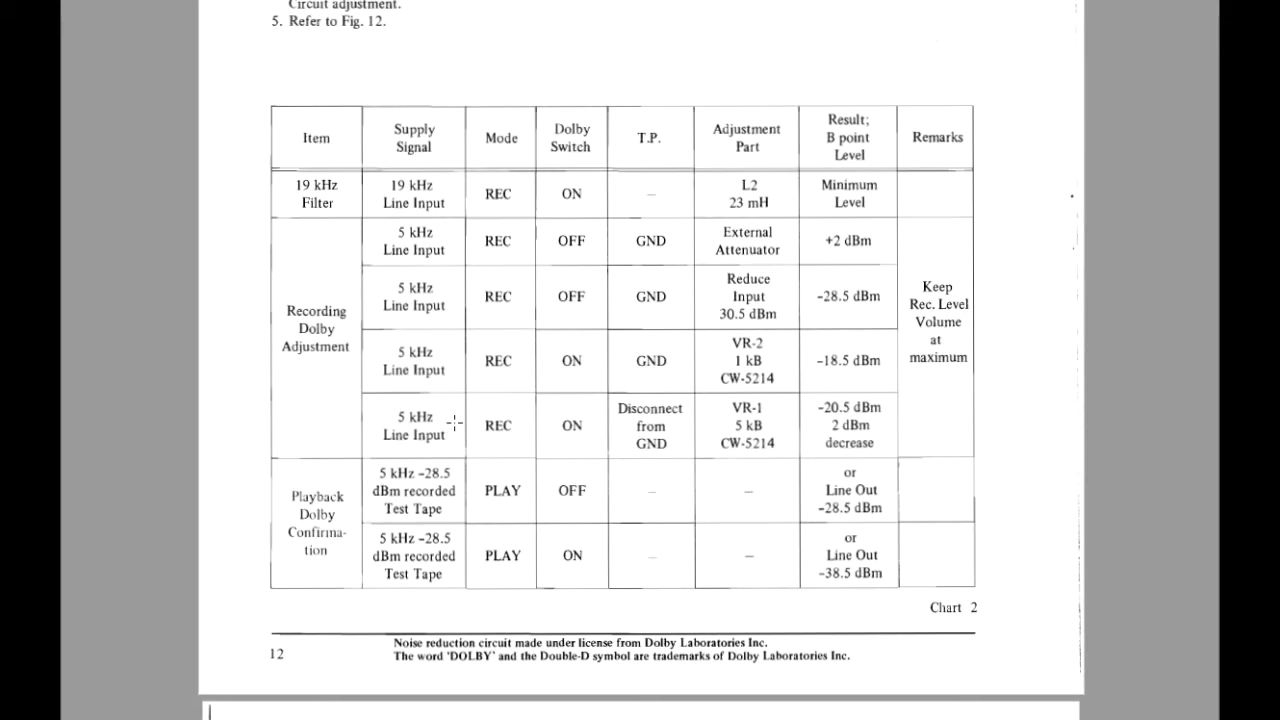 Circuit adjustment.
5. Refer to Fig. 12.
Item
Supply
Signal
Mode
Dolby
Switch
T.P.
Adjustment
Part
Result;
B point
Level
Remarks
19 kHz
Filter
19 kHz
Line Input
REC
ON
–
L2
23 mH
Minimum
Level
Recording
Dolby
Adjustment
5 kHz
Line Input
REC
OFF
GND
External
Attenuator
+2 dBm
Keep
Rec. Level
Volume
at
maximum
5 kHz
Line Input
REC
OFF
GND
Reduce
Input
30.5 dBm
-28.5 dBm
5 kHz
Line Input
REC
ON
GND
VR-2
1 kB
CW-5214
-18.5 dBm
5 kHz
Line Input
REC
ON
Disconnect
from
GND
VR-1
5 kB
CW-5214
-20.5 dBm
2 dBm
decrease
Playback
Dolby
Confirma-
tion
5 kHz -28.5
dBm recorded
Test Tape
PLAY
OFF
–
–
or
Line Out
-28.5 dBm
5 kHz -28.5
dBm recorded
Test Tape
PLAY
ON
–
–
or
Line Out
-38.5 dBm
Chart 2
12
Noise reduction circuit made under license from Dolby Laboratories Inc.
The word 'DOLBY' and the Double-D symbol are trademarks of Dolby Laboratories Inc.